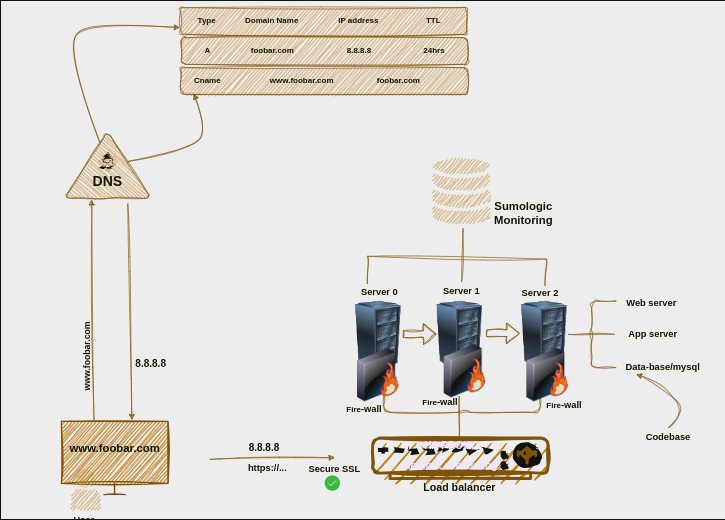 Type Domain Name IP address TTL
A foobar.com 8.8.8.8 24hrs
Cname www.foobar.com foobar.com
DNS
Sumologic
Monitoring
Server 0
Server 1
Server 2
Web server
App server
Data-base/mysql
Codebase
Fire-wall
Fire-wall
Fire-wall
www.foobar.com
8.8.8.8
www.foobar.com
8.8.8.8
https://...
Secure SSL
Load balancer
User